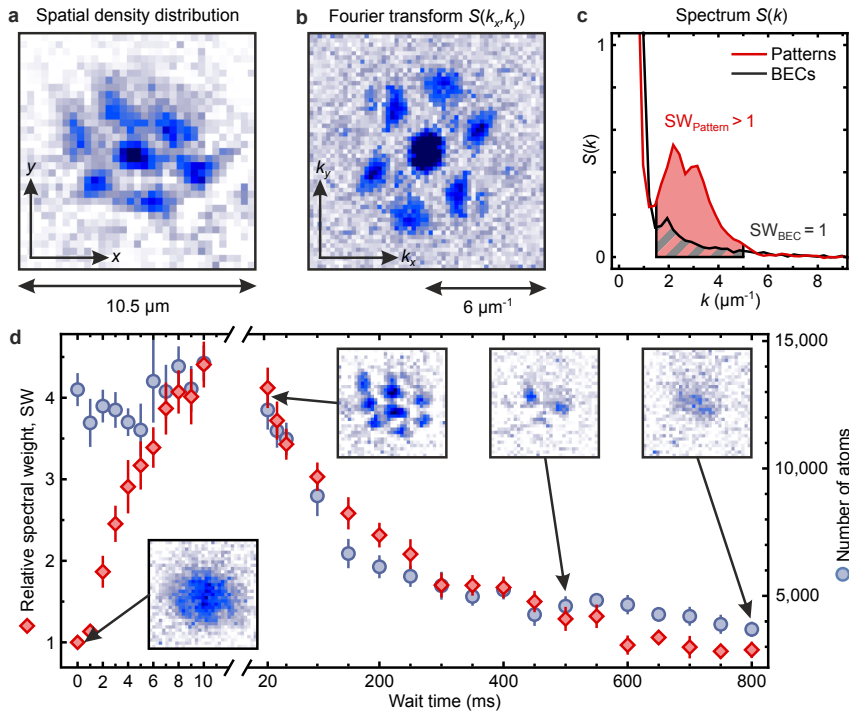 a Spatial density distribution
y
x
10.5 µm
b Fourier transform S(kx,ky)
ky
kx
6 µm-1
c Spectrum S(k)
1
Patterns
BECs
SWPattern > 1
S(k)
SWBEC = 1
0
0 2 4 6 8
k (µm-1)
d
15,000
4
10,000
3
2
5,000
1
Relative spectral weight, SW
Number of atoms
0 2 4 6 8 10 20 200 400 600 800
Wait time (ms)